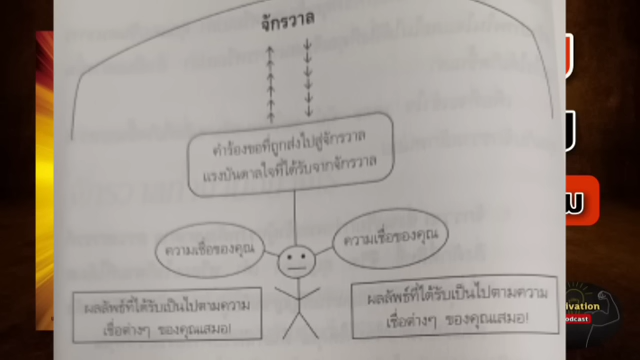 จักรวาล
คำร้องขอที่ถูกส่งไปสู่จักรวาล
แรงบันดาลใจที่ได้รับจากจักรวาล
ความเชื่อของคุณ
ความเชื่อของคุณ
ผลลัพธ์ที่ได้รับเป็นไปตามความ
เชื่อต่างๆ ของคุณเสมอ!
ผลลัพธ์ที่ได้รับเป็นไปตามความ
เชื่อต่างๆ ของคุณเสมอ!
ivation
odcast